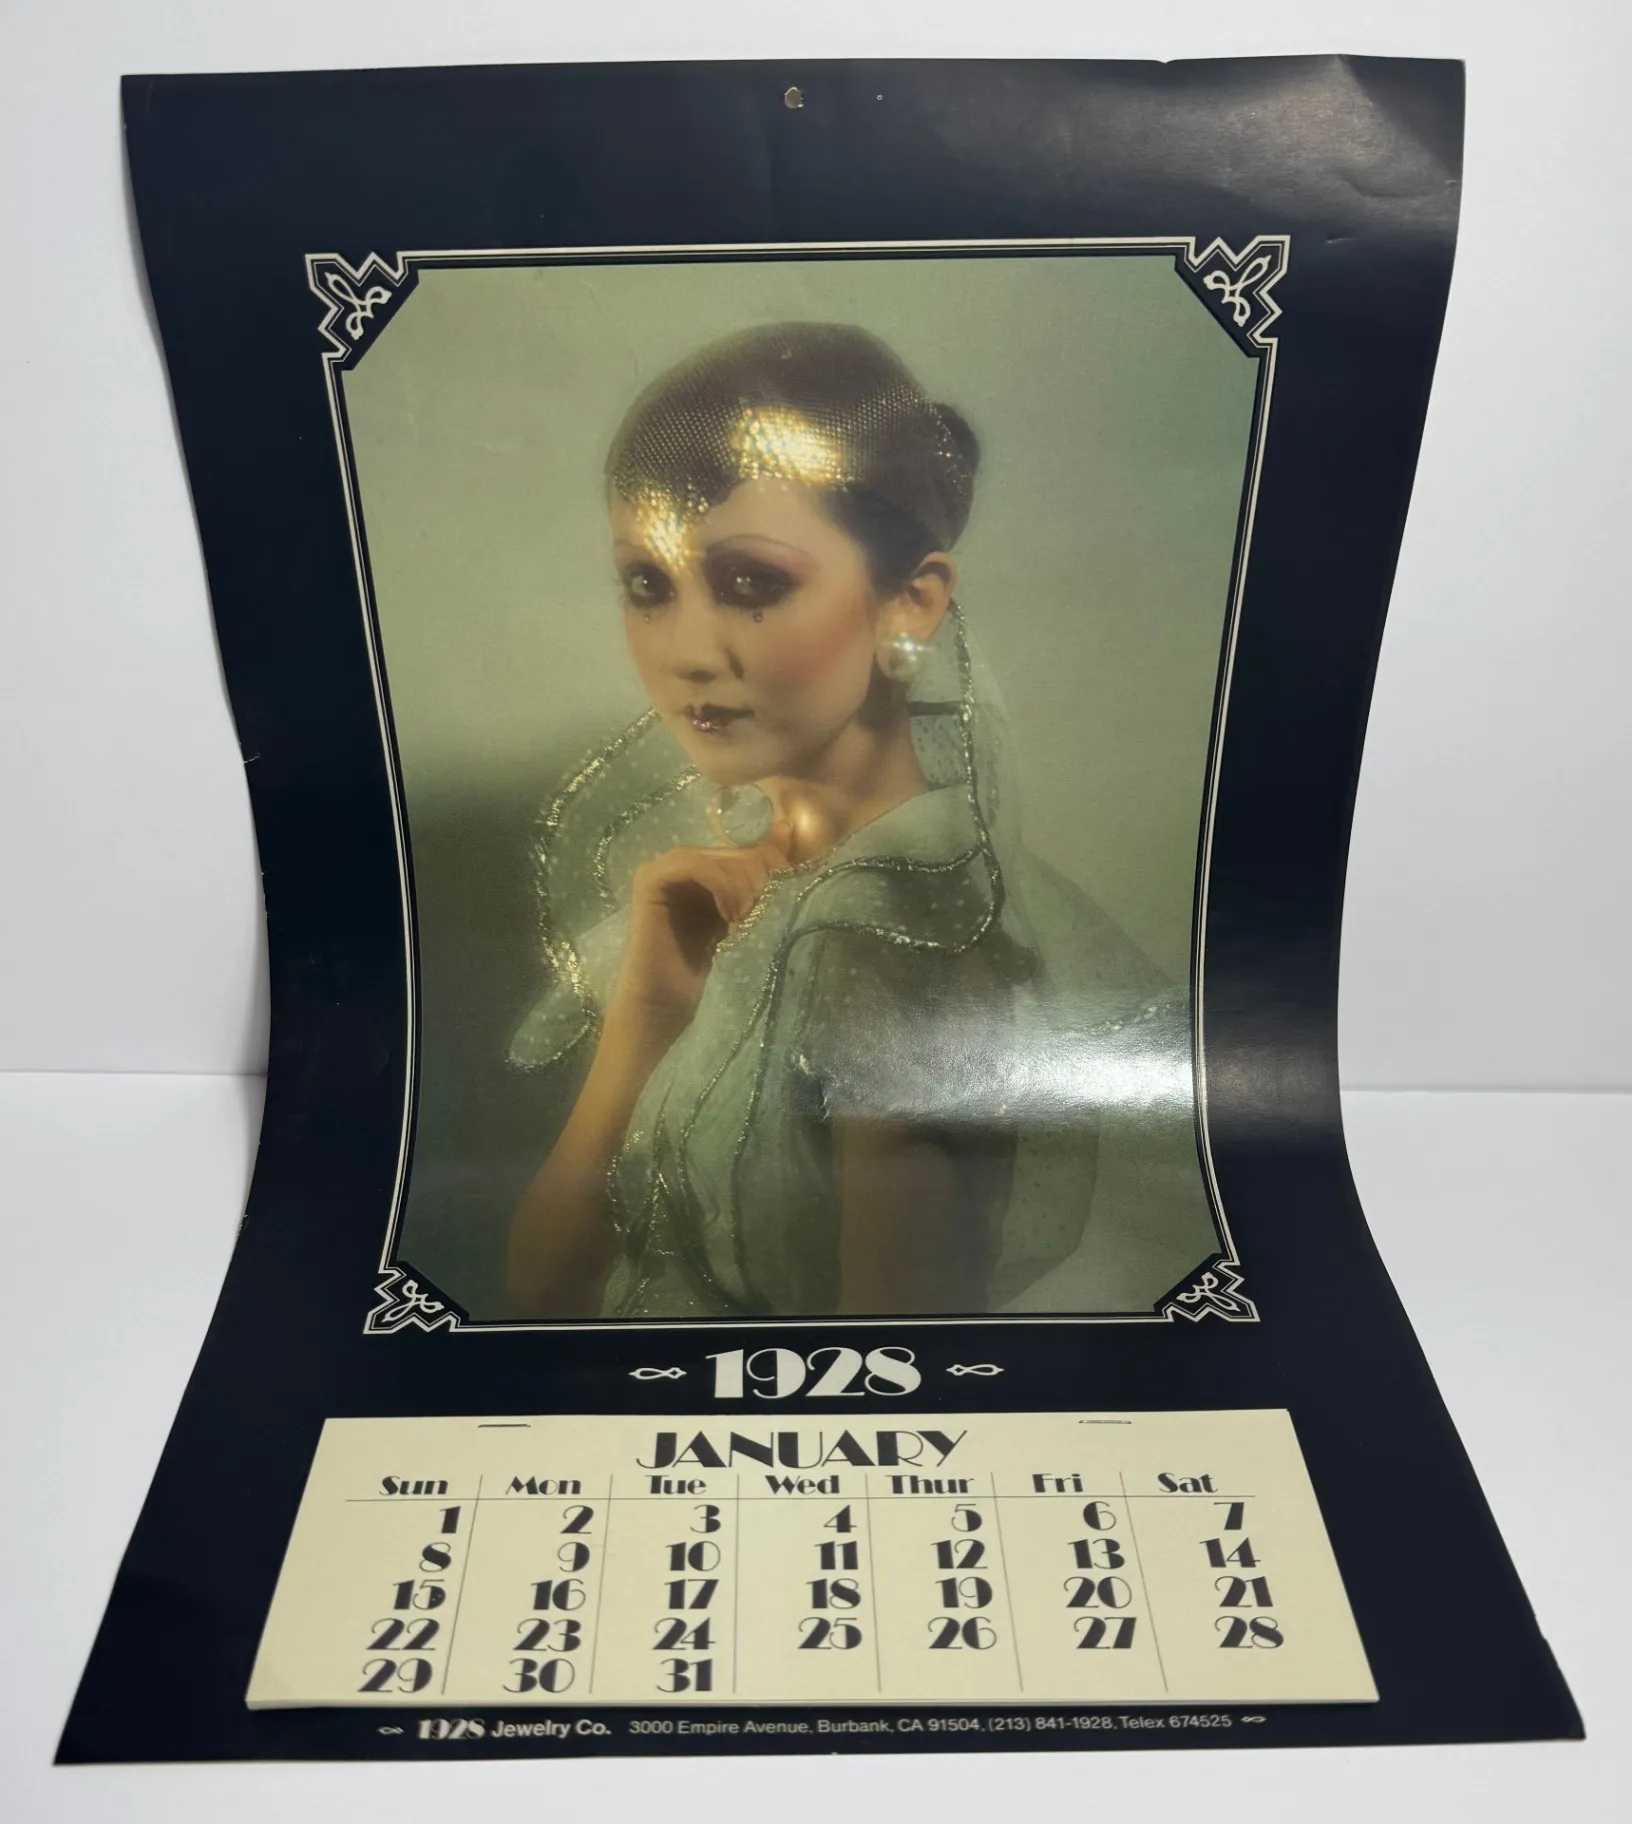 1928
JANUARY
Sun Mon Tue Wed Thur Fri Sat
1 2 3 4 5 6 7
8 9 10 11 12 13 14
15 16 17 18 19 20 21
22 23 24 25 26 27 28
29 30 31
1928 Jewelry Co. 3000 Empire Avenue, Burbank, CA 91504, (213) 841-1928, Telex 674525